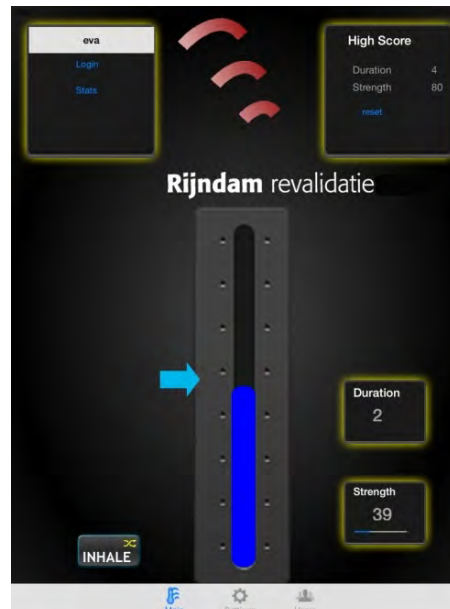 eva
Login
Stats
High Score
Duration 4
Strength 80
reset
Rijndam revalidatie
Duration
2
Strength
39
INHALE